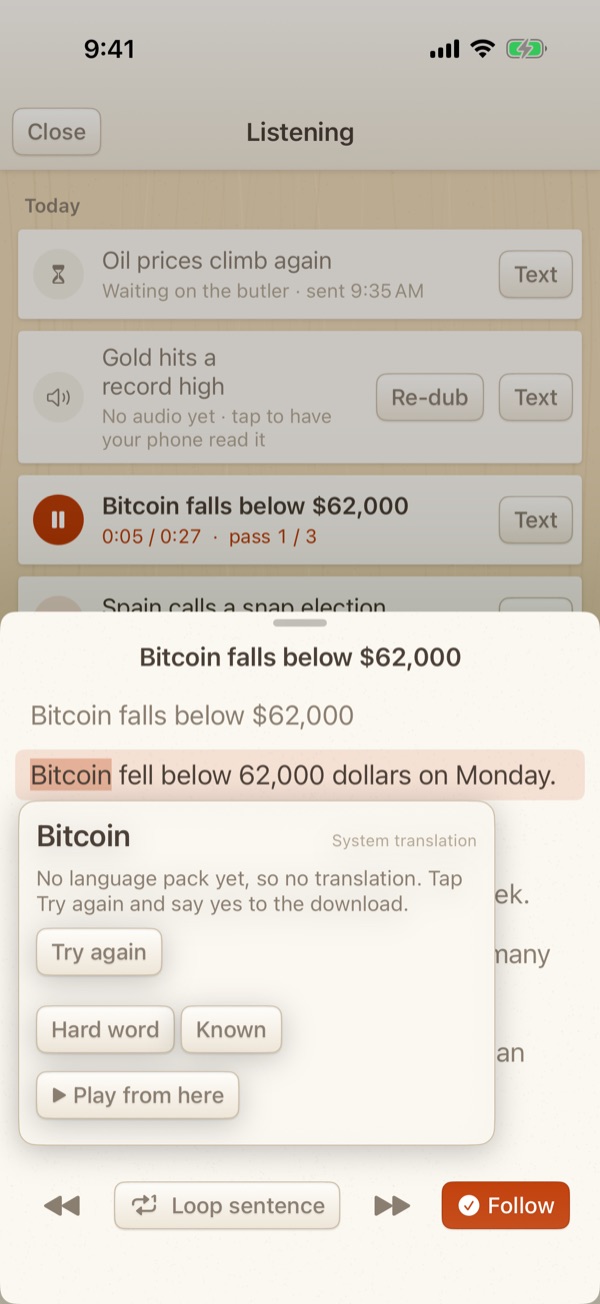 9:41
Close
Listening
Today
Oil prices climb again
Waiting on the butler · sent 9:35 AM
Text
Gold hits a
record high
No audio yet · tap to have
your phone read it
Re-dub
Text
Bitcoin falls below $62,000
0:05 / 0:27 · pass 1 / 3
Text
Spain calls a snap election
Bitcoin falls below $62,000
Bitcoin falls below $62,000
Bitcoin fell below 62,000 dollars on Monday.
Bitcoin
System translation
No language pack yet, so no translation. Tap
Try again and say yes to the download.
Try again
Hard word
Known
Play from here
ek.
many
an
Loop sentence
Follow